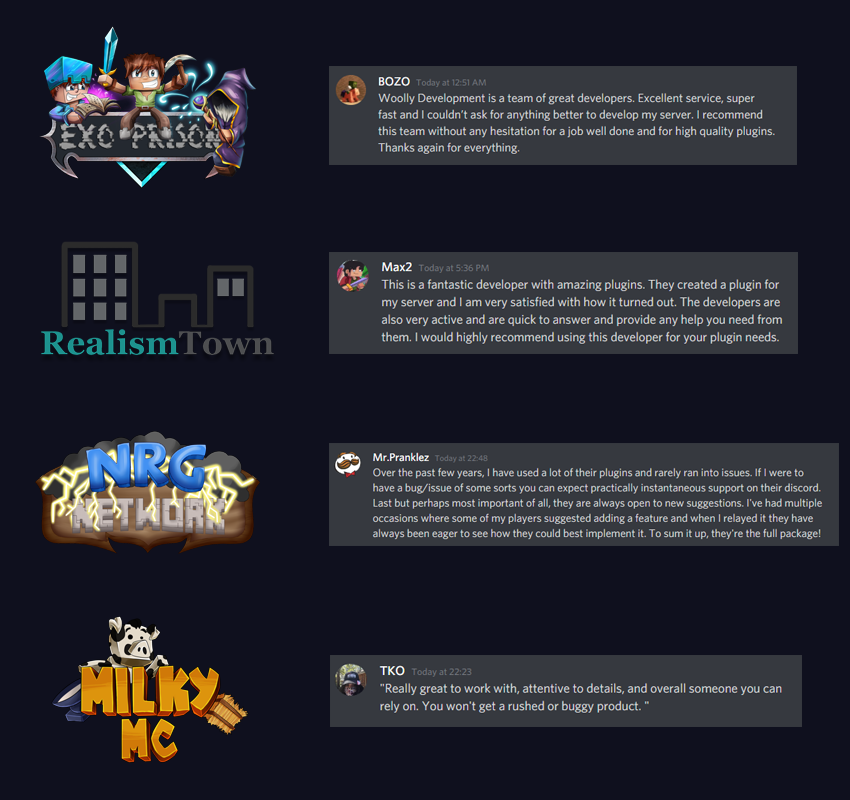 EXO PRISON
BOZO Today at 12:51 AM
Woolly Development is a team of great developers. Excellent service, super
fast and I couldn't ask for anything better to develop my server. I recommend
this team without any hesitation for a job well done and for high quality plugins.
Thanks again for everything.
RealismTown
Max2 Today at 5:36 PM
This is a fantastic developer with amazing plugins. They created a plugin for
my server and I am very satisfied with how it turned out. The developers are
also very active and are quick to answer and provide any help you need from
them. I would highly recommend using this developer for your plugin needs.
NRG
NETWORK
Mr.Pranklez Today at 22:48
Over the past few years, I have used a lot of their plugins and rarely ran into issues. If I were to
have a bug/issue of some sorts you can expect practically instantaneous support on their discord.
Last but perhaps most important of all, they are always open to new suggestions. I've had multiple
occasions where some of my players suggested adding a feature and when I relayed it they have
always been eager to see how they could best implement it. To sum it up, they're the full package!
MILKY
MC
TKO Today at 22:23
"Really great to work with, attentive to details, and overall someone you can
rely on. You won't get a rushed or buggy product. "